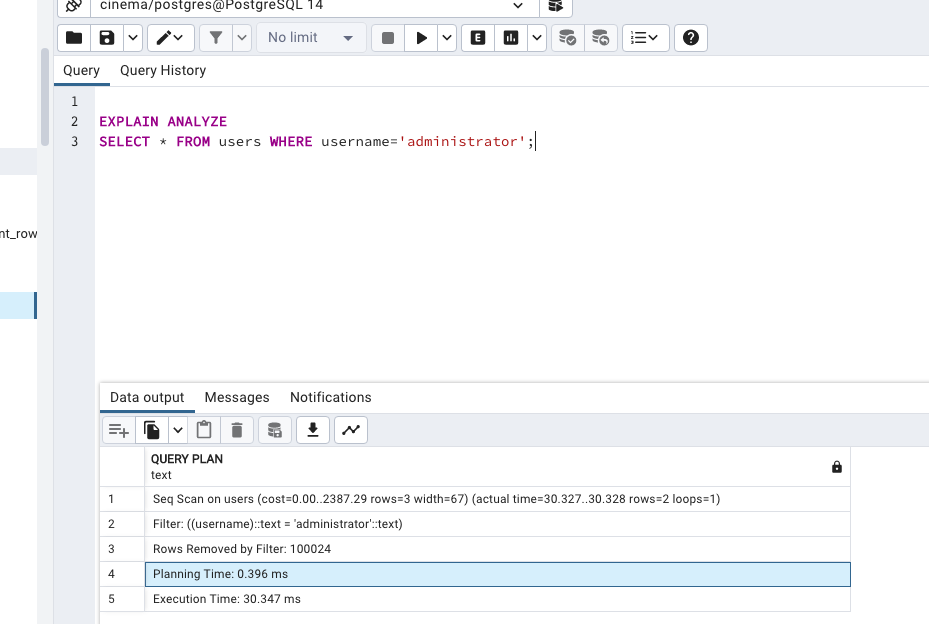 cinema/postgres@PostgreSQL 14
No limit
Query Query History
1
2 EXPLAIN ANALYZE
3 SELECT * FROM users WHERE username='administrator';
nt_row
Data output Messages Notifications
QUERY PLAN
text
1 Seq Scan on users (cost=0.00..2387.29 rows=3 width=67) (actual time=30.327..30.328 rows=2 loops=1)
2 Filter: ((username)::text = 'administrator'::text)
3 Rows Removed by Filter: 100024
4 Planning Time: 0.396 ms
5 Execution Time: 30.347 ms